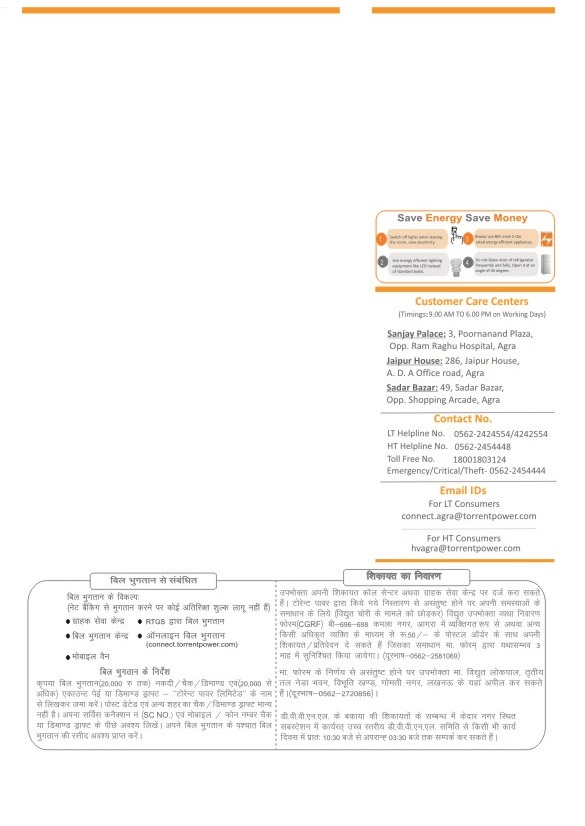 Save Energy Save Money
1 Switch off lights when leaving
the room, save electricity.
3 Always use BEE mark 5 star
rated energy efficient appliances.
2 Use energy efficient lighting
equipment like LED instead
of standard bulbs.
4 Do not Open door of refrigerator
frequently and fully, Open it at an
angle of 30 degree.
Customer Care Centers
(Timings:9.00 AM TO 6.00 PM on Working Days)
Sanjay Palace: 3, Poornanand Plaza,
Opp. Ram Raghu Hospital, Agra
Jaipur House: 286, Jaipur House,
A. D. A Office road, Agra
Sadar Bazar: 49, Sadar Bazar,
Opp. Shopping Arcade, Agra
Contact No.
LT Helpline No. 0562-2424554/4242554
HT Helpline No. 0562-2454448
Toll Free No. 18001803124
Emergency/Critical/Theft- 0562-2454444
Email IDs
For LT Consumers
connect.agra@torrentpower.com
For HT Consumers
hvagra@torrentpower.com
बिल भुगतान से संबंधित
बिल भुगतान के विकल्पः
(नेट बैंकिग से भुगतान करने पर कोई अतिरिक्त शुल्क लागू नहीं हैं)
ग्राहक सेवा केन्द्र RTGS द्वारा बिल भुगतान
बिल भुगतान केन्द्र ऑनलाइन बिल भुगतान
(connect.torrentpower.com)
मोबाइल वैन
बिल भुगतान के निर्देश
कृपया बिल भुगतान(20,000 रु तक) नकदी/चैक/डिमाण्ड एवं(20,000 से
अधिक) एकाउन्ट पेई या डिमाण्ड ड्राफ्ट – "टोरेन्ट पावर लिमिटेड" के नाम
से लिखकर जमा करें। पोस्ट डेटेड एवं अन्य शहर का चैक/डिमाण्ड ड्राफ्ट मान्य
नहीं है। अपना सर्विस कनैक्शन नं (SC NO.) एवं मोबाइल / फोन नम्बर चैक
या डिमाण्ड ड्राफ्ट के पीछे अवश्य लिखें। अपने बिल भुगतान के पश्चात बिल
भुगतान की रसीद अवश्य प्राप्त करें।
शिकायत का निवारण
उपभोक्ता अपनी शिकायत कॉल सेन्टर अथवा ग्राहक सेवा केन्द्र पर दर्ज करा सकते
हैं। टोरेन्ट पावर द्वारा किये गये निस्तारण से असंतुष्ट होने पर अपनी समस्याओं के
समाधान के लिये (विद्युत चोरी के मामले को छोड़कर) विद्युत उपभोक्ता व्यथा निवारण
फोरम(CGRF) बी–696–698 कमला नगर, आगरा में व्यक्तिगत रूप से अथवा अन्य
किसी अधिकृत व्यक्ति के माध्यम से रू.50/– के पोस्टल ऑर्डर के साथ अपनी
शिकायत/प्रतिवेदन दे सकते हैं जिसका समाधान मा. फोरम द्वारा यथासम्भव 3
माह में सुनिश्चित किया जायेगा। (दूरभाष–0562–2581069)
मा. फोरम के निर्णय से असंतुष्ट होने पर उपभोक्ता मा. विद्युत लोकपाल, तृतीय
तल नेडा भवन, विभूति खण्ड, गोमती नगर, लखनऊ के यहां अपील कर सकते
हैं।(दूरभाष–0562–2720856)।
डी.वी.वी.एन.एल. के बकाया की शिकायतों के सम्बन्ध में केदार नगर स्थित
सबस्टेशन में कार्यरत् उच्च स्तरीय डी.वी.वी.एन.एल. समिति से किसी भी कार्य
दिवस में प्रातः 10:30 बजे से अपरान्ह 03:30 बजे तक सम्पर्क कर सकते हैं।